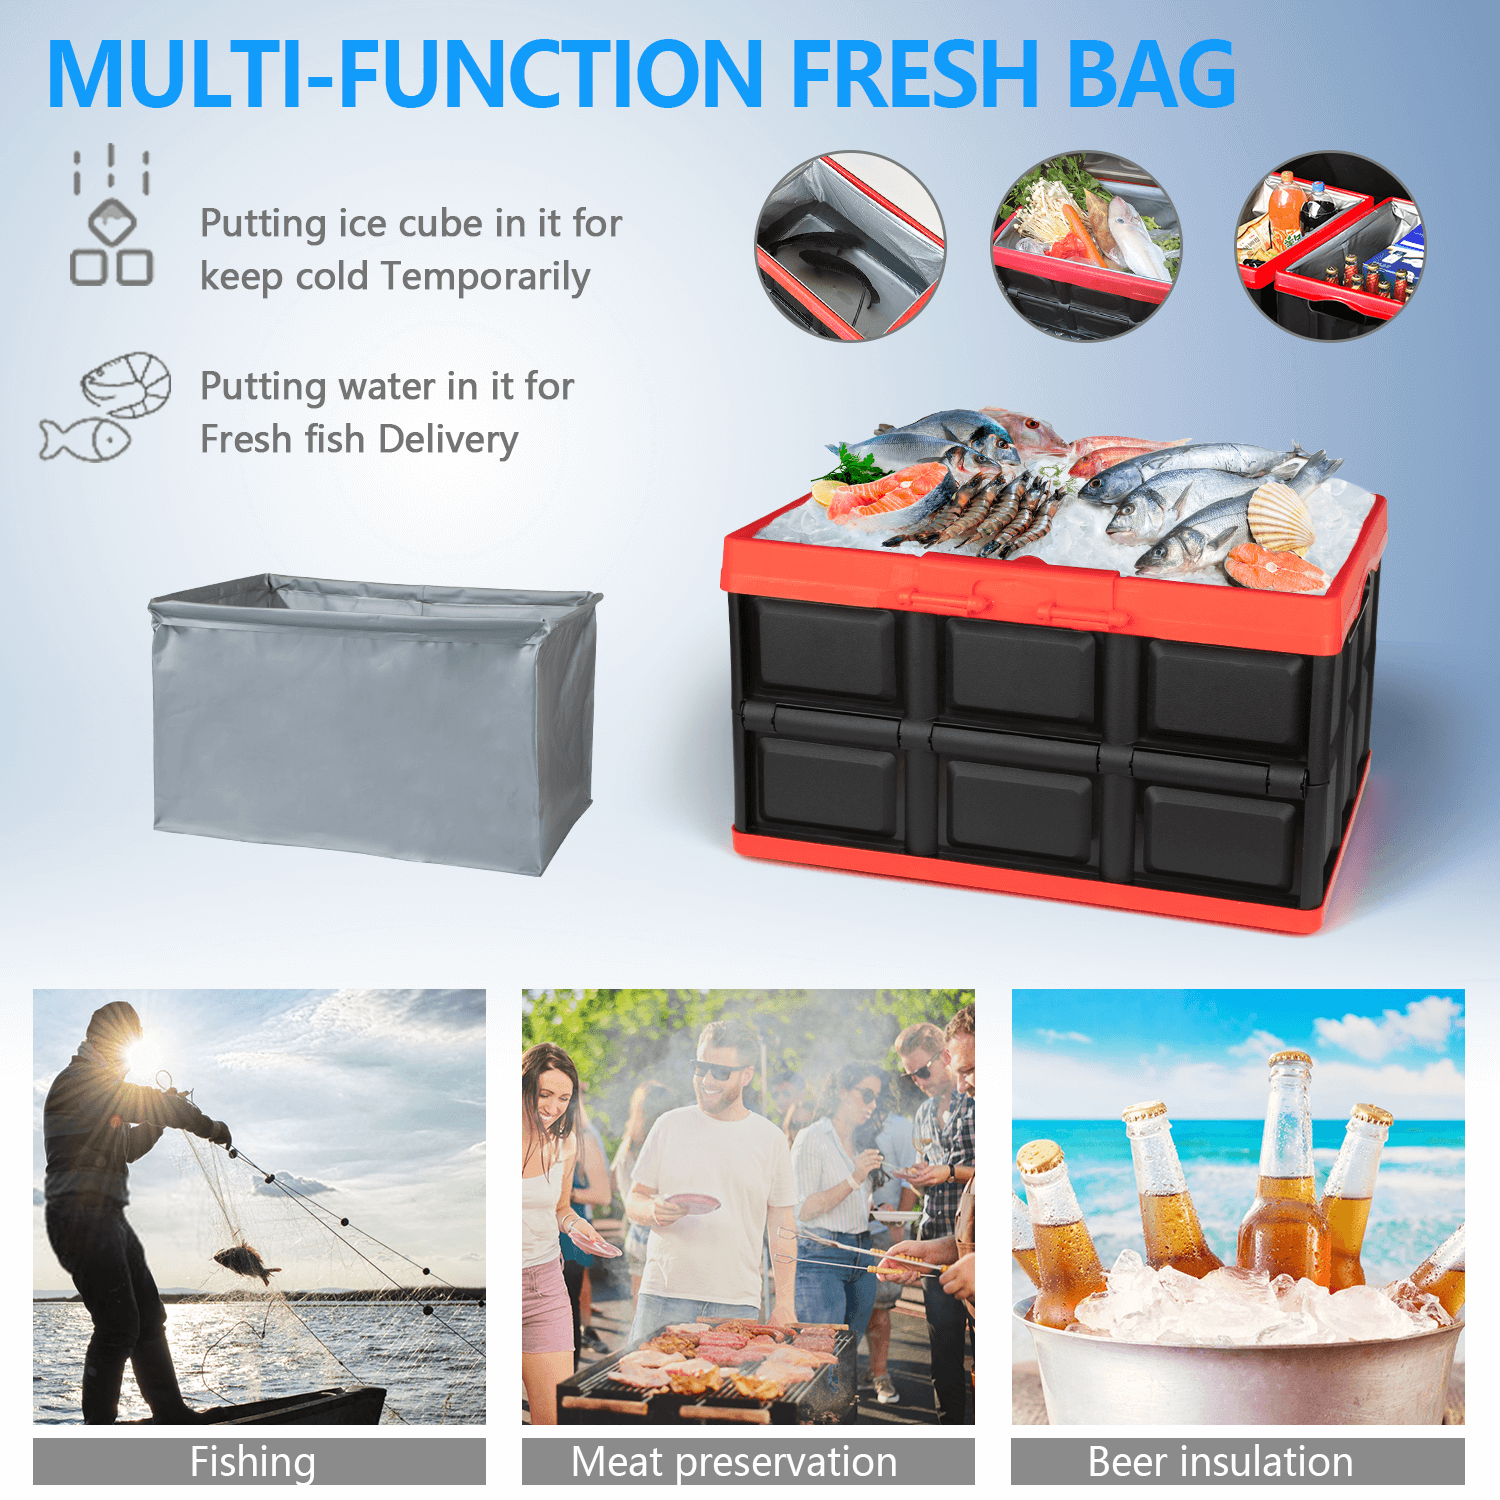 MULTI-FUNCTION FRESH BAG
Putting ice cube in it for
keep cold Temporarily
Putting water in it for
Fresh fish Delivery
Fishing
Meat preservation
Beer insulation